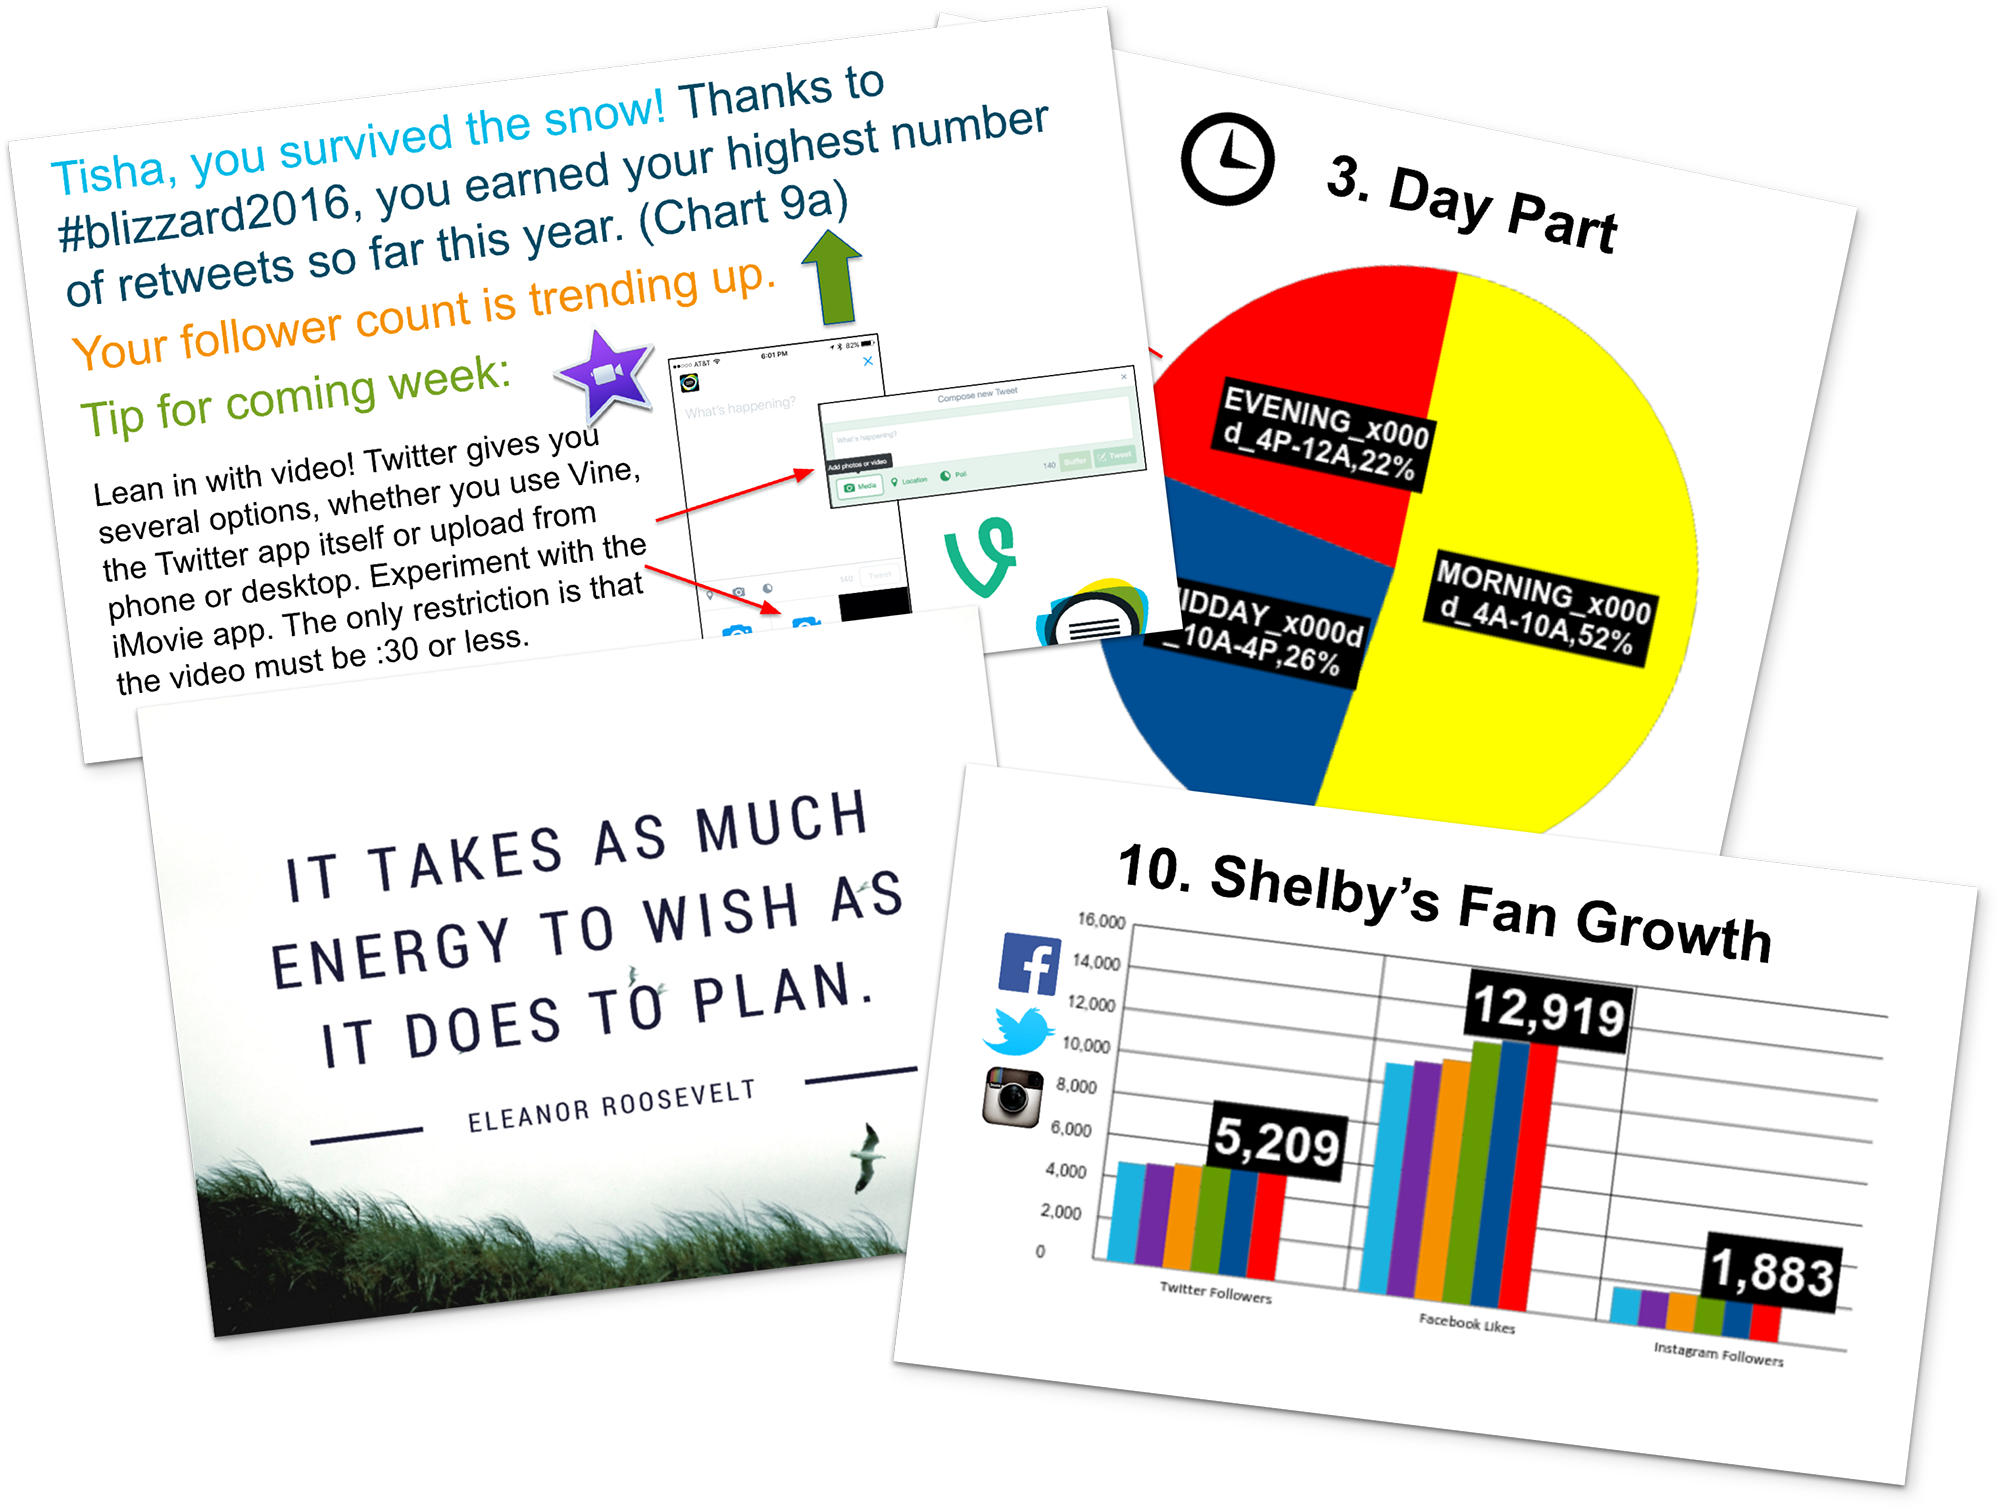 Tisha, you survived the snow! Thanks to
#blizzard2016, you earned your highest number
of retweets so far this year. (Chart 9a)
Your follower count is trending up.
Tip for coming week:
Lean in with video! Twitter gives you
several options, whether you use Vine,
the Twitter app itself or upload from
phone or desktop. Experiment with the
iMovie app. The only restriction is that
the video must be :30 or less.
AT&T
6:01 PM
82%
What's happening?
140
Tweet
Compose new Tweet
What's happening?
Add photos or video
Media
Location
Poll
140
Buffer
Tweet
3. Day Part
EVENING_x000
d_4P-12A,22%
MORNING_x000
d_4A-10A,52%
IDDAY_x000d
_10A-4P,26%
IT TAKES AS MUCH
ENERGY TO WISH AS
IT DOES TO PLAN.
ELEANOR ROOSEVELT
10. Shelby's Fan Growth
16,000
14,000
12,000
10,000
8,000
6,000
4,000
2,000
0
5,209
12,919
1,883
Twitter Followers
Facebook Likes
Instagram Followers